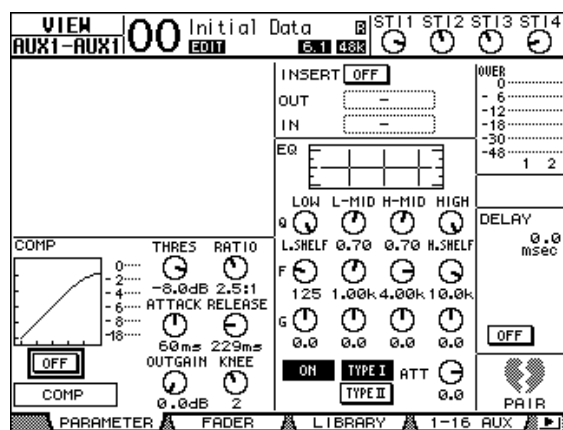 VIEW
AUX1-AUX1
00 Initial Data R
EDIT 6.1 48k
STI1 STI2 STI3 STI4
INSERT OFF
OUT -
IN -
OVER
0
- 6
-12
-18
-30
-48
1 2
EQ
LOW L-MID H-MID HIGH
Q
L.SHELF 0.70 0.70 H.SHELF
F
125 1.00k 4.00k 10.0k
G
0.0 0.0 0.0 0.0
ON TYPE I ATT
TYPE II 0.0
DELAY
0.0
msec
OFF
PAIR
COMP
THRES RATIO
0
- 2
- 4
- 6
- 8
-18
-8.0dB 2.5:1
ATTACK RELEASE
60ms 229ms
OUTGAIN KNEE
0.0dB 2
OFF
COMP
PARAMETER FADER LIBRARY 1-16 AUX